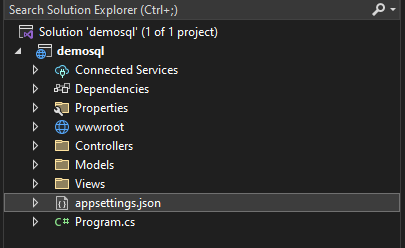 Search Solution Explorer (Ctrl+;)
Solution 'demosql' (1 of 1 project)
demosql
Connected Services
Dependencies
Properties
wwwroot
Controllers
Models
Views
appsettings.json
C# Program.cs